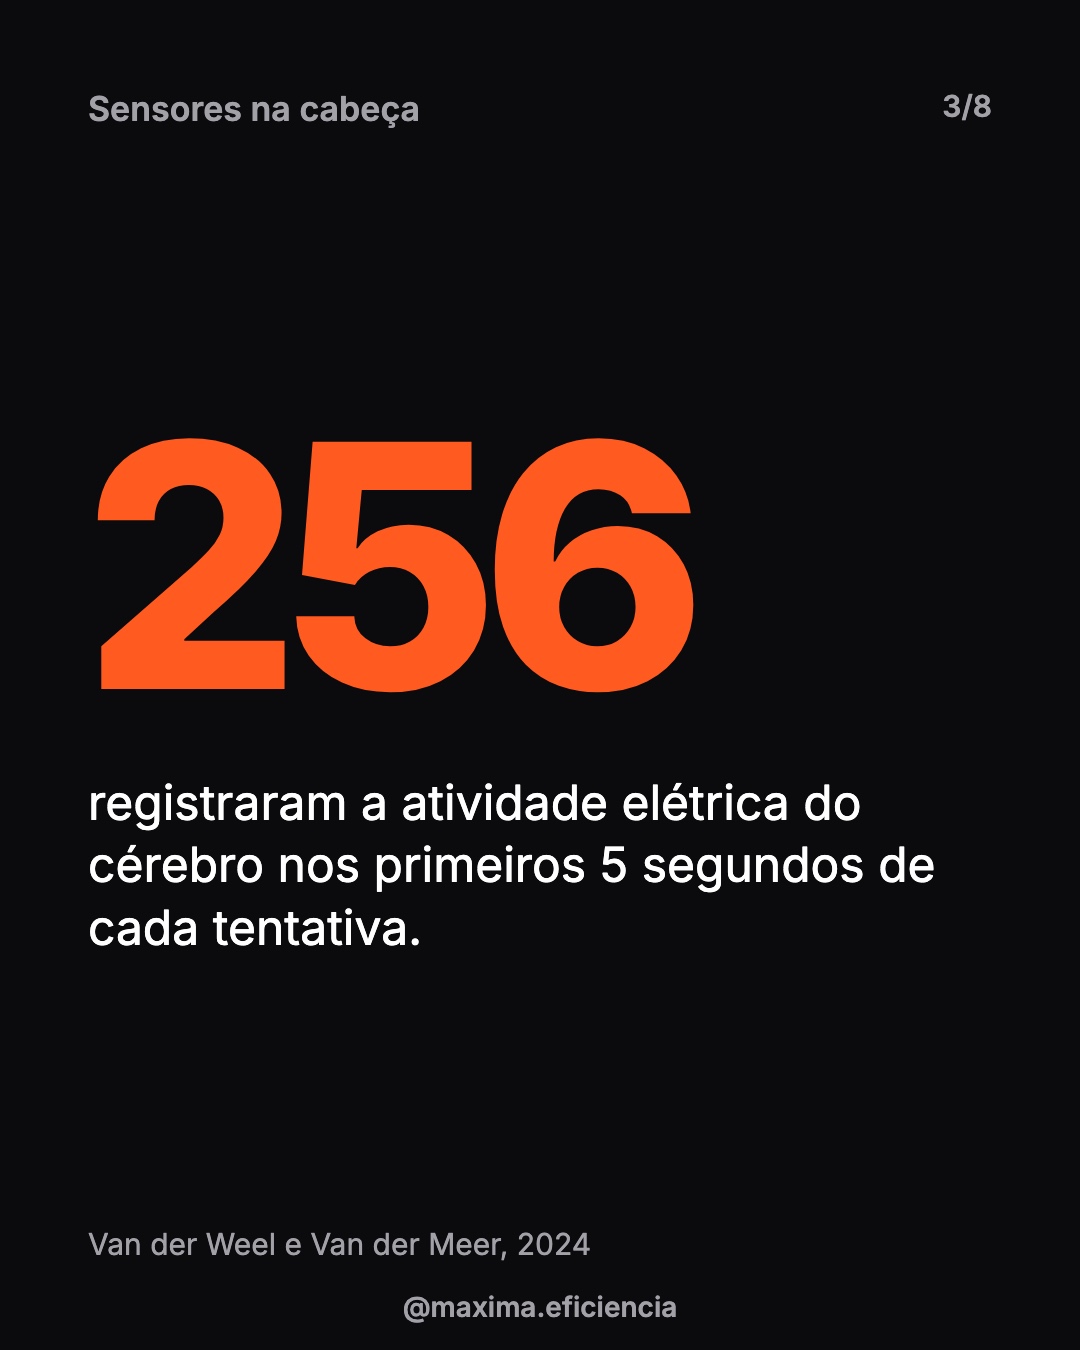 Sensores na cabeça
3/8
256
registraram a atividade elétrica do
cérebro nos primeiros 5 segundos de
cada tentativa.
Van der Weel e Van der Meer, 2024
@maxima.eficiencia